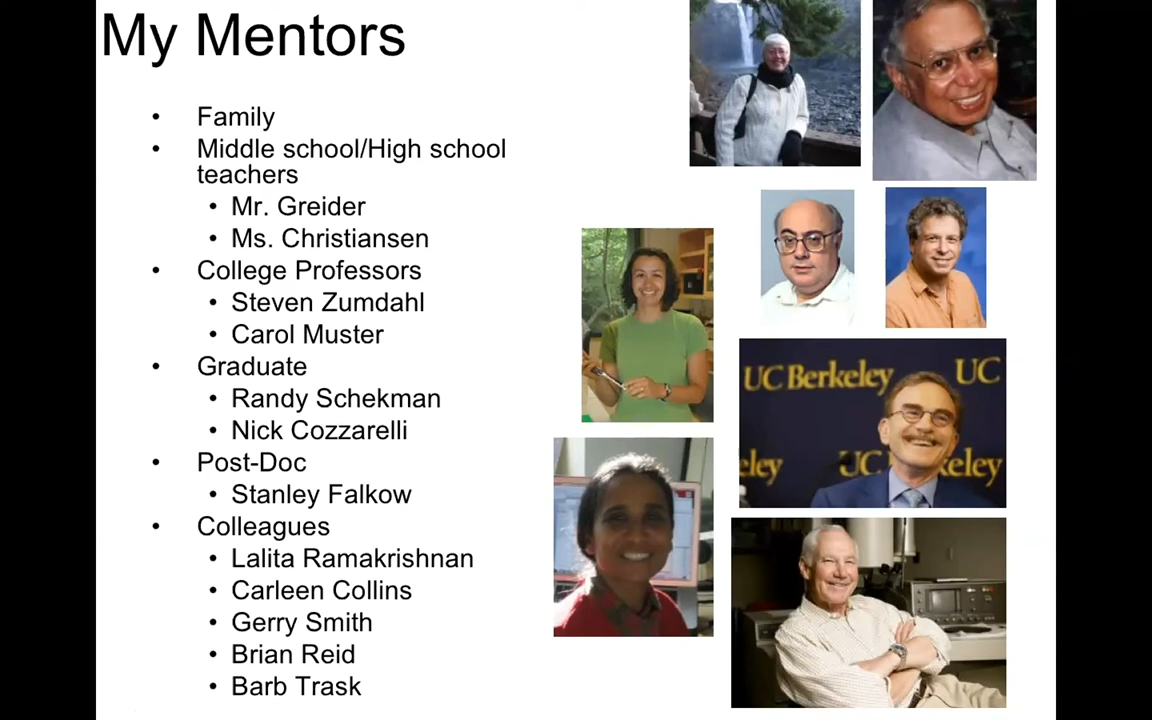 My Mentors
• Family
• Middle school/High school
teachers
• Mr. Greider
• Ms. Christiansen
• College Professors
• Steven Zumdahl
• Carol Muster
• Graduate
• Randy Schekman
• Nick Cozzarelli
• Post-Doc
• Stanley Falkow
• Colleagues
• Lalita Ramakrishnan
• Carleen Collins
• Gerry Smith
• Brian Reid
• Barb Trask
UC Berkeley UC
eley UC keley